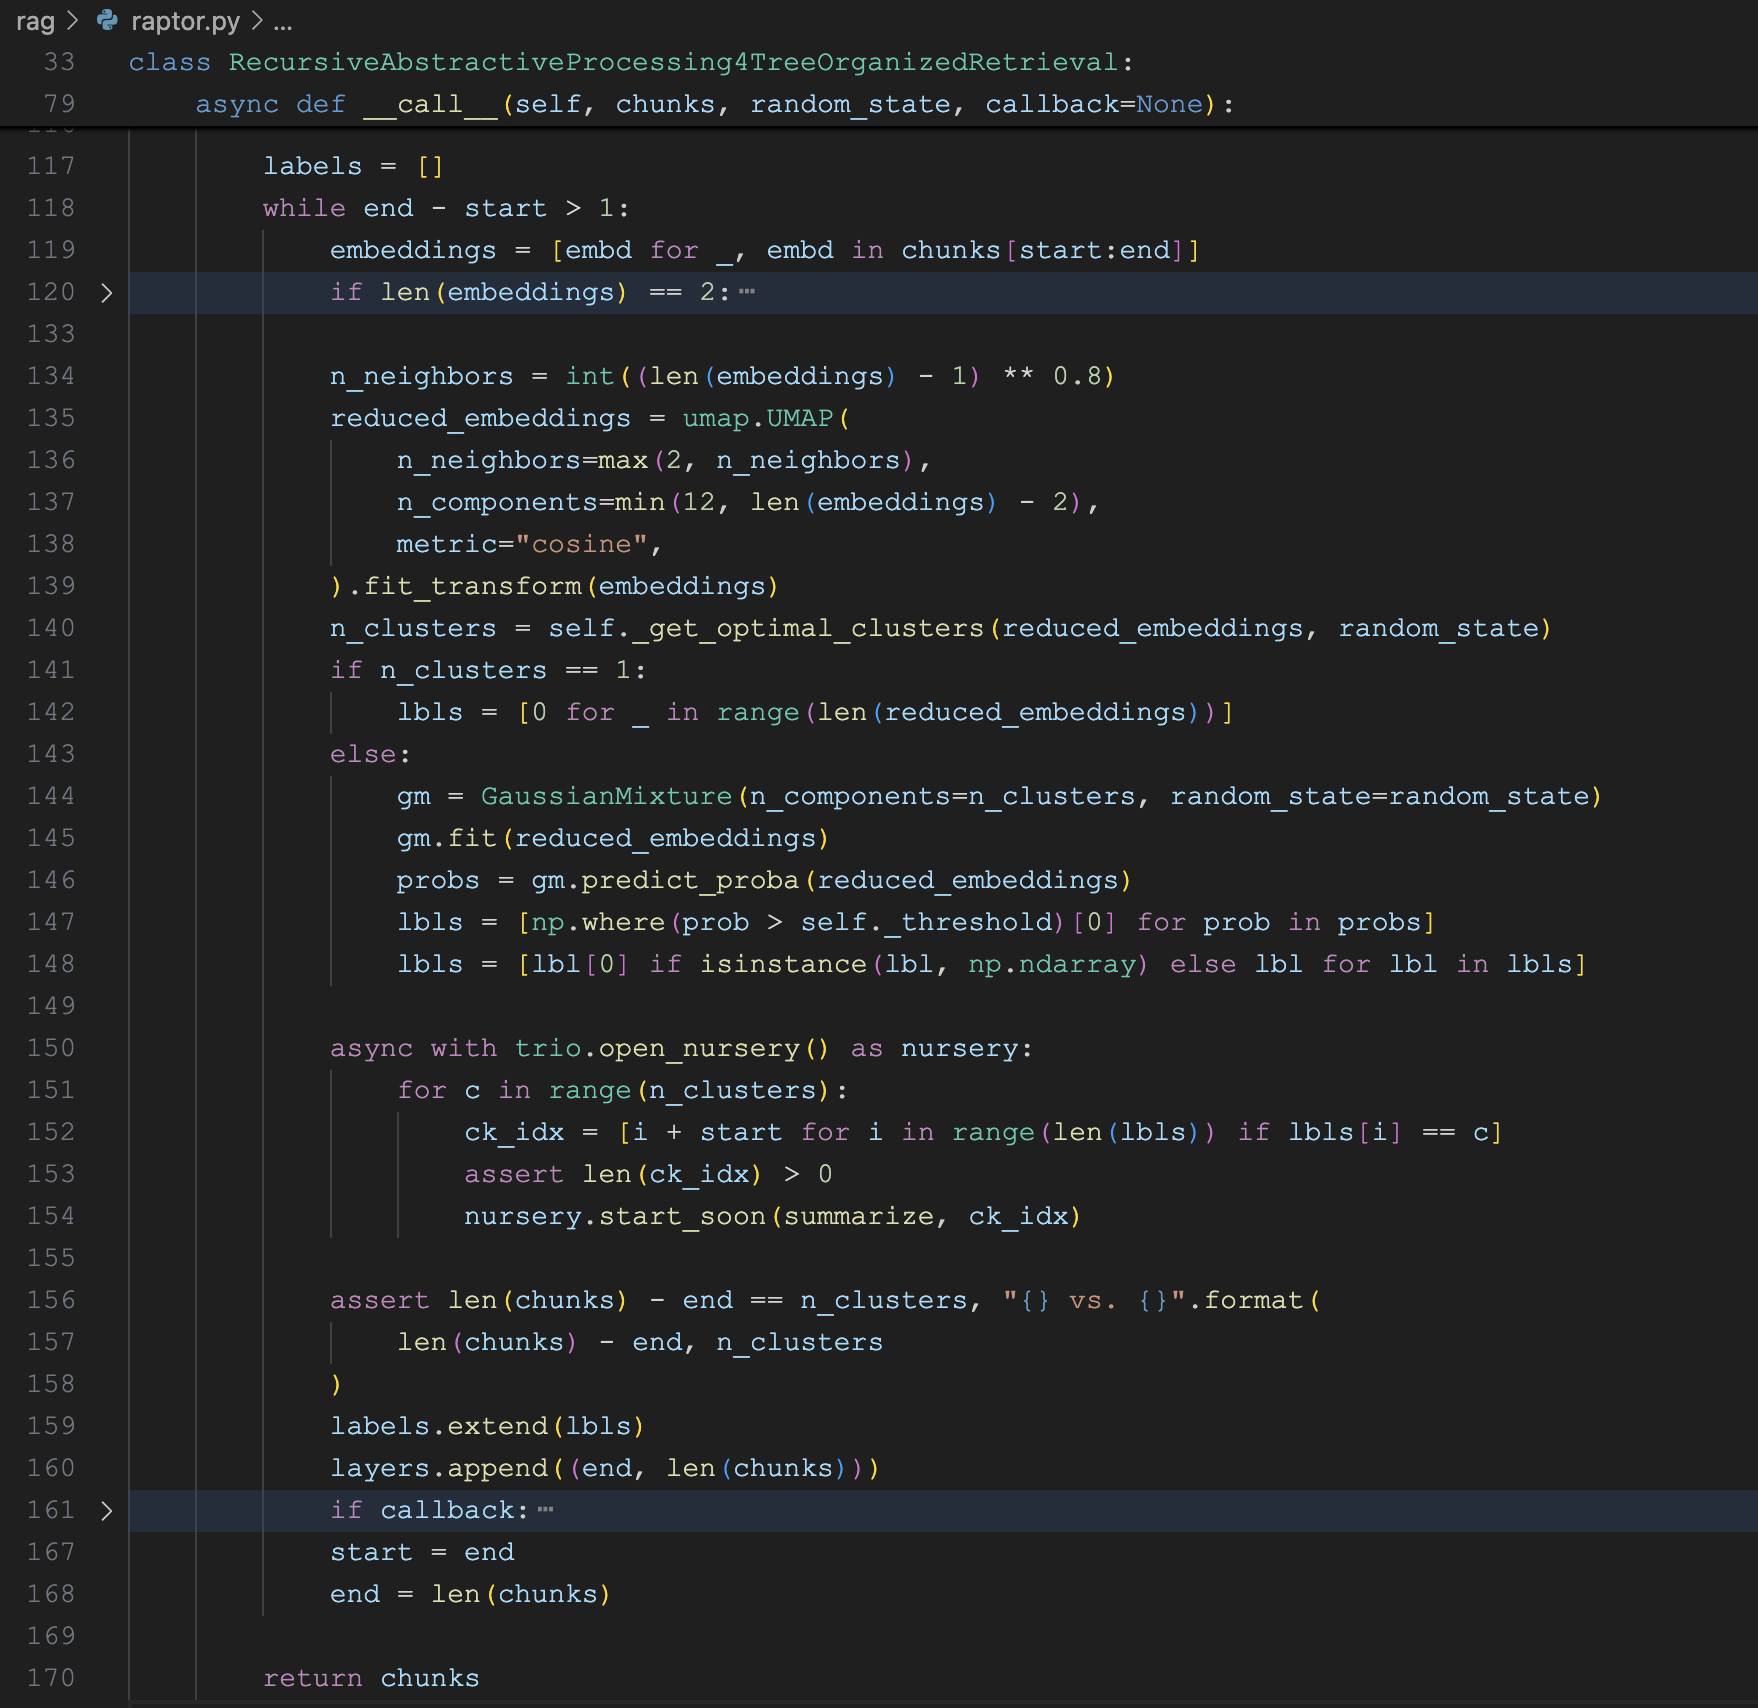 rag > raptor.py > ...
33 class RecursiveAbstractiveProcessing4TreeOrganizedRetrieval:
79     async def __call__(self, chunks, random_state, callback=None):
117         labels = []
118         while end - start > 1:
119             embeddings = [embd for _, embd in chunks[start:end]]
120 >             if len(embeddings) == 2:…
133
134             n_neighbors = int((len(embeddings) - 1) ** 0.8)
135             reduced_embeddings = umap.UMAP(
136                 n_neighbors=max(2, n_neighbors),
137                 n_components=min(12, len(embeddings) - 2),
138                 metric="cosine",
139             ).fit_transform(embeddings)
140             n_clusters = self._get_optimal_clusters(reduced_embeddings, random_state)
141             if n_clusters == 1:
142                 lbls = [0 for _ in range(len(reduced_embeddings))]
143             else:
144                 gm = GaussianMixture(n_components=n_clusters, random_state=random_state)
145                 gm.fit(reduced_embeddings)
146                 probs = gm.predict_proba(reduced_embeddings)
147                 lbls = [np.where(prob > self._threshold)[0] for prob in probs]
148                 lbls = [lbl[0] if isinstance(lbl, np.ndarray) else lbl for lbl in lbls]
149
150             async with trio.open_nursery() as nursery:
151                 for c in range(n_clusters):
152                     ck_idx = [i + start for i in range(len(lbls)) if lbls[i] == c]
153                     assert len(ck_idx) > 0
154                     nursery.start_soon(summarize, ck_idx)
155
156             assert len(chunks) - end == n_clusters, "{} vs. {}".format(
157                 len(chunks) - end, n_clusters
158             )
159             labels.extend(lbls)
160             layers.append((end, len(chunks)))
161 >             if callback:…
167             start = end
168             end = len(chunks)
169
170         return chunks